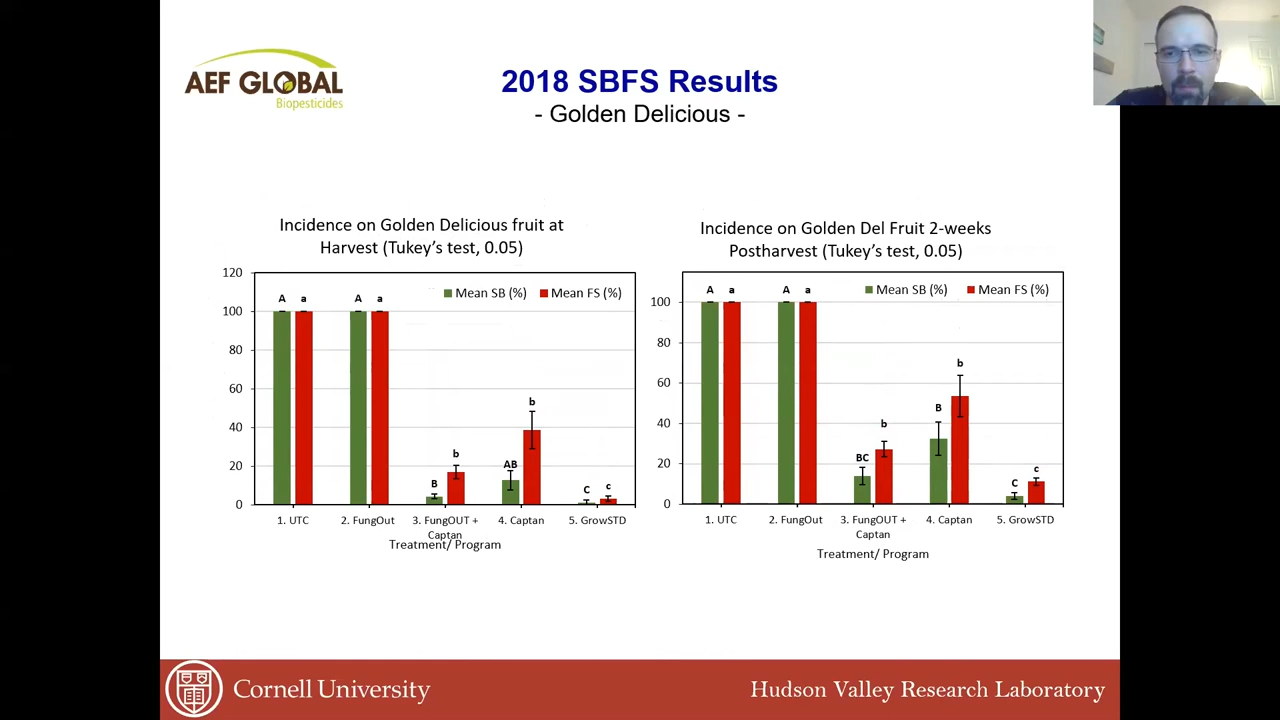 AEF GLOBAL
Biopesticides
2018 SBFS Results
- Golden Delicious -
Incidence on Golden Delicious fruit at
Harvest (Tukey's test, 0.05)
120
100
80
60
40
20
0
Mean SB (%) Mean FS (%)
A a A a B b AB b C c
1. UTC 2. FungOut 3. FungOUT + Captan 4. Captan 5. GrowSTD
Treatment/ Program
Incidence on Golden Del Fruit 2-weeks
Postharvest (Tukey's test, 0.05)
100
80
60
40
20
0
Mean SB (%) Mean FS (%)
A a A a BC b B b C c
1. UTC 2. FungOut 3. FungOUT + Captan 4. Captan 5. GrowSTD
Treatment/ Program
Cornell University
Hudson Valley Research Laboratory